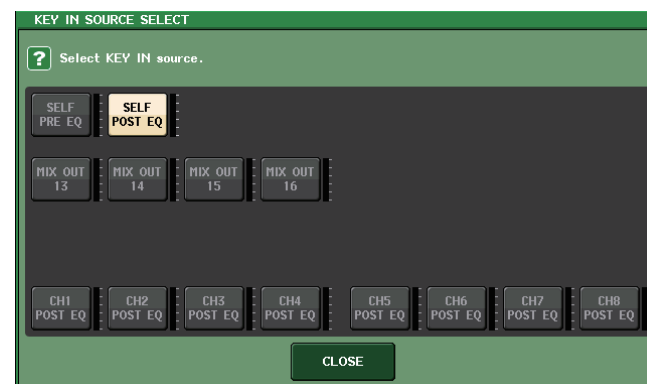 KEY IN SOURCE SELECT
? Select KEY IN source.
SELF SELF
PRE EQ POST EQ
MIX OUT MIX OUT MIX OUT MIX OUT
13 14 15 16
CH1 CH2 CH3 CH4 CH5 CH6 CH7 CH8
POST EQ POST EQ POST EQ POST EQ POST EQ POST EQ POST EQ POST EQ
CLOSE